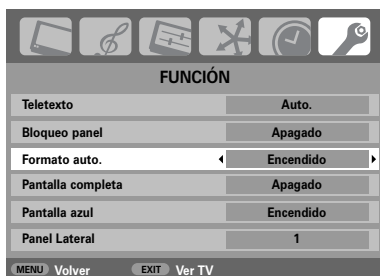 FUNCIÓN
Teletexto Auto.
Bloqueo panel Apagado
Formato auto. Encendido
Pantalla completa Apagado
Pantalla azul Encendido
Panel Lateral 1
MENU Volver EXIT Ver TV